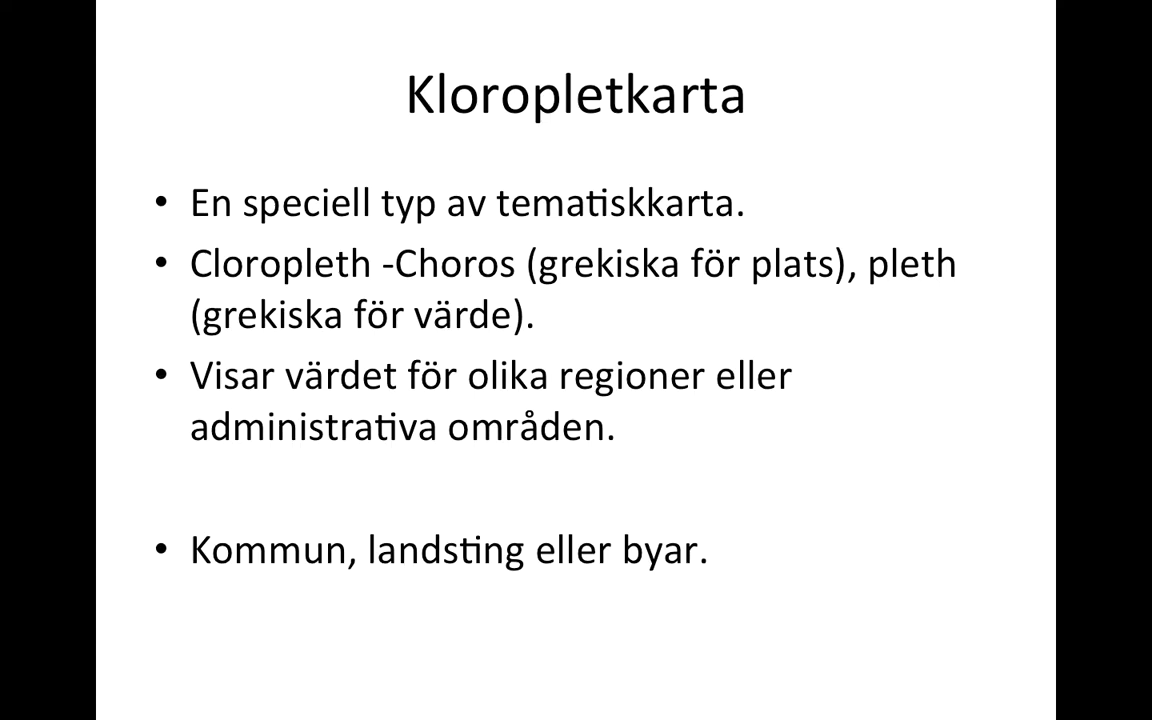 Kloropletkarta
• En speciell typ av tematiskkarta.
• Cloropleth -Choros (grekiska för plats), pleth
(grekiska för värde).
• Visar värdet för olika regioner eller
administrativa områden.
• Kommun, landsting eller byar.